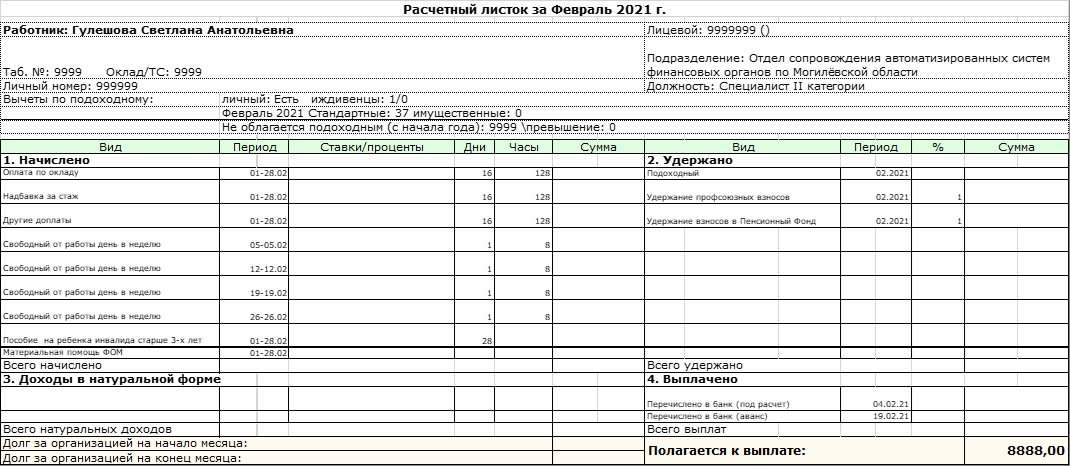 Расчетный листок за Февраль 2021 г.
Работник: Гулешова Светлана Анатольевна Лицевой: 9999999 ()
Таб. №: 9999 Оклад/ТС: 9999 Подразделение: Отдел сопровождения автоматизированных систем
финансовых органов по Могилёвской области
Личный номер: 999999 Должность: Специалист II категории
Вычеты по подоходному: личный: Есть иждивенцы: 1/0
Февраль 2021 Стандартные: 37 имущественные: 0
Не облагается подоходным (с начала года): 9999 \превышение: 0
Вид Период Ставки/проценты Дни Часы Сумма Вид Период % Сумма
1. Начислено 2. Удержано
Оплата по окладу 01-28.02 16 128 Подоходный 02.2021
Надбавка за стаж 01-28.02 16 128 Удержание профсоюзных взносов 02.2021 1
Другие доплаты 01-28.02 16 128 Удержание взносов в Пенсионный Фонд 02.2021 1
Свободный от работы день в неделю 05-05.02 1 8
Свободный от работы день в неделю 12-12.02 1 8
Свободный от работы день в неделю 19-19.02 1 8
Свободный от работы день в неделю 26-26.02 1 8
Пособие на ребенка инвалида старше 3-х лет 01-28.02 28
Материальная помощь ФОМ 01-28.02
Всего начислено Всего удержано
3. Доходы в натуральной форме 4. Выплачено
Перечислено в банк (под расчет) 04.02.21
Перечислено в банк (аванс) 19.02.21
Всего натуральных доходов Всего выплат
Долг за организацией на начало месяца:
Полагается к выплате: 8888,00
Долг за организацией на конец месяца: